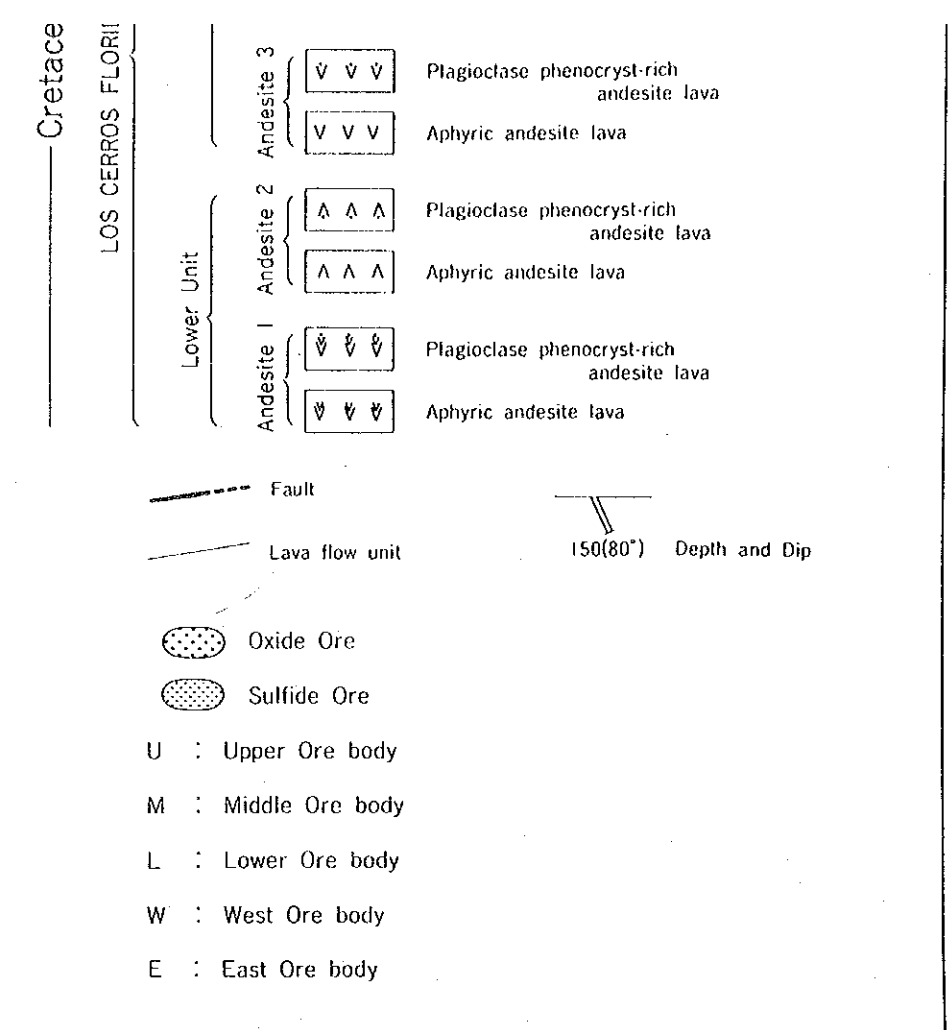 Cretace
LOS CERROS FLORI
Andesite 3
Plagioclase phenocryst-rich
andesite lava
Aphyric andesite lava
Lower Unit
Andesite 2
Plagioclase phenocryst-rich
andesite lava
Aphyric andesite lava
Andesite 1
Plagioclase phenocryst-rich
andesite lava
Aphyric andesite lava
Fault
Lava flow unit
150(80°) Depth and Dip
Oxide Ore
Sulfide Ore
U : Upper Ore body
M : Middle Ore body
L : Lower Ore body
W : West Ore body
E : East Ore body